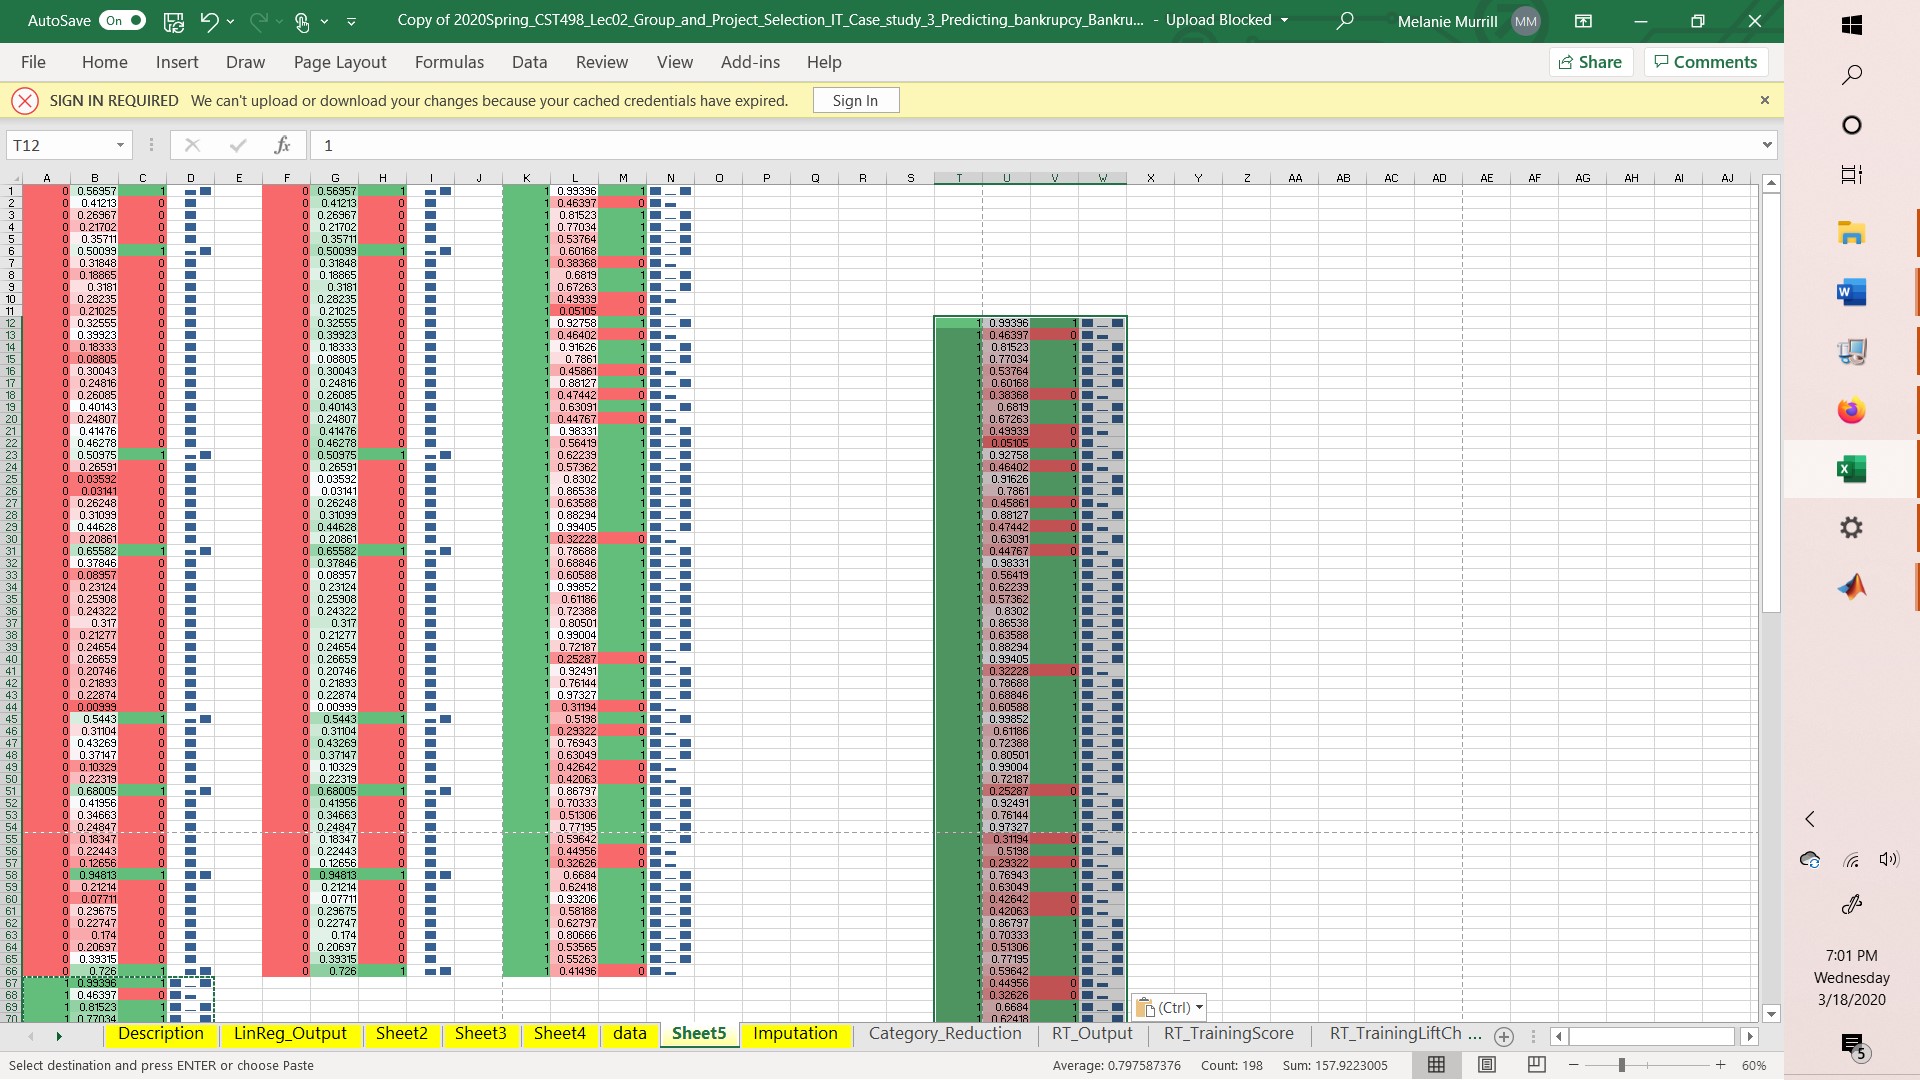 AutoSave On Copy of 2020Spring_CST498_Lec02_Group_and_Project_Selection_IT_Case_study_3_Predicting_bankrupcy_Bankru... - Upload Blocked Melanie Murrill MM
File Home Insert Draw Page Layout Formulas Data Review View Add-ins Help Share Comments
SIGN IN REQUIRED We can't upload or download your changes because your cached credentials have expired. Sign In
T12 fx 1
A B C D E F G H I J K L M N O P Q R S T U V W X Y Z AA AB AC AD AE AF AG AH AI AJ
1 0 0.56957 1 0 0.56957 1 1 0.99396 1
2 0 0.41213 0 0 0.41213 0 1 0.46397 0
3 0 0.26967 0 0 0.26967 0 1 0.81523 1
4 0 0.21702 0 0 0.21702 0 1 0.77034 1
5 0 0.35711 0 0 0.35711 0 1 0.53764 1
6 0 0.50099 1 0 0.50099 1 1 0.60168 1
7 0 0.31848 0 0 0.31848 0 1 0.38368 0
8 0 0.18865 0 0 0.18865 0 1 0.6819 1
9 0 0.3181 0 0 0.3181 0 1 0.67263 1
10 0 0.28235 0 0 0.28235 0 1 0.49939 0
11 0 0.21025 0 0 0.21025 0 1 0.05105 0
12 0 0.32555 0 0 0.32555 0 1 0.92758 1 1 0.99396 1
13 0 0.39923 0 0 0.39923 0 1 0.46402 0 1 0.46397 0
14 0 0.18333 0 0 0.18333 0 1 0.91626 1 1 0.81523 1
15 0 0.08805 0 0 0.08805 0 1 0.7861 1 1 0.77034 1
16 0 0.30043 0 0 0.30043 0 1 0.45861 0 1 0.53764 1
17 0 0.24816 0 0 0.24816 0 1 0.88127 1 1 0.60168 1
18 0 0.26085 0 0 0.26085 0 1 0.47442 0 1 0.38368 0
19 0 0.40143 0 0 0.40143 0 1 0.63091 1 1 0.6819 1
20 0 0.24807 0 0 0.24807 0 1 0.44767 0 1 0.67263 1
21 0 0.41476 0 0 0.41476 0 1 0.98331 1 1 0.49939 0
22 0 0.46278 0 0 0.46278 0 1 0.56419 1 1 0.05105 0
23 0 0.50975 1 0 0.50975 1 1 0.62239 1 1 0.92758 1
24 0 0.26591 0 0 0.26591 0 1 0.57362 1 1 0.46402 0
25 0 0.03592 0 0 0.03592 0 1 0.8302 1 1 0.91626 1
26 0 0.03141 0 0 0.03141 0 1 0.86538 1 1 0.7861 1
27 0 0.26248 0 0 0.26248 0 1 0.63588 1 1 0.45861 0
28 0 0.31099 0 0 0.31099 0 1 0.88294 1 1 0.88127 1
29 0 0.44628 0 0 0.44628 0 1 0.99405 1 1 0.47442 0
30 0 0.20861 0 0 0.20861 0 1 0.32228 0 1 0.63091 1
31 0 0.65582 1 0 0.65582 1 1 0.78688 1 1 0.44767 0
32 0 0.37846 0 0 0.37846 0 1 0.68846 1 1 0.98331 1
33 0 0.08957 0 0 0.08957 0 1 0.60588 1 1 0.56419 1
34 0 0.23124 0 0 0.23124 0 1 0.99852 1 1 0.62239 1
35 0 0.25908 0 0 0.25908 0 1 0.61186 1 1 0.57362 1
36 0 0.24322 0 0 0.24322 0 1 0.72388 1 1 0.8302 1
37 0 0.317 0 0 0.317 0 1 0.80501 1 1 0.86538 1
38 0 0.21277 0 0 0.21277 0 1 0.99004 1 1 0.63588 1
39 0 0.24654 0 0 0.24654 0 1 0.72187 1 1 0.88294 1
40 0 0.26659 0 0 0.26659 0 1 0.25287 0 1 0.99405 1
41 0 0.20746 0 0 0.20746 0 1 0.92491 1 1 0.32228 0
42 0 0.21893 0 0 0.21893 0 1 0.76144 1 1 0.78688 1
43 0 0.22874 0 0 0.22874 0 1 0.97327 1 1 0.68846 1
44 0 0.00999 0 0 0.00999 0 1 0.31194 0 1 0.60588 1
45 0 0.5443 1 0 0.5443 1 1 0.5198 1 1 0.99852 1
46 0 0.31104 0 0 0.31104 0 1 0.29322 0 1 0.61186 1
47 0 0.43269 0 0 0.43269 0 1 0.76943 1 1 0.72388 1
48 0 0.37147 0 0 0.37147 0 1 0.63049 1 1 0.80501 1
49 0 0.10329 0 0 0.10329 0 1 0.42642 0 1 0.99004 1
50 0 0.22319 0 0 0.22319 0 1 0.42063 0 1 0.72187 1
51 0 0.68005 1 0 0.68005 1 1 0.86797 1 1 0.25287 0
52 0 0.41956 0 0 0.41956 0 1 0.70333 1 1 0.92491 1
53 0 0.34663 0 0 0.34663 0 1 0.51306 1 1 0.76144 1
54 0 0.24847 0 0 0.24847 0 1 0.77195 1 1 0.97327 1
55 0 0.18347 0 0 0.18347 0 1 0.59642 1 1 0.31194 0
56 0 0.22443 0 0 0.22443 0 1 0.44956 0 1 0.5198 1
57 0 0.12656 0 0 0.12656 0 1 0.32626 0 1 0.29322 0
58 0 0.94813 1 0 0.94813 1 1 0.6684 1 1 0.76943 1
59 0 0.21214 0 0 0.21214 0 1 0.62418 1 1 0.63049 1
60 0 0.07711 0 0 0.07711 0 1 0.93206 1 1 0.42642 0
61 0 0.29675 0 0 0.29675 0 1 0.58188 1 1 0.42063 0
62 0 0.22747 0 0 0.22747 0 1 0.62797 1 1 0.86797 1
63 0 0.174 0 0 0.174 0 1 0.80666 1 1 0.70333 1
64 0 0.20697 0 0 0.20697 0 1 0.53565 1 1 0.51306 1
65 0 0.39315 0 0 0.39315 0 1 0.55263 1 1 0.77195 1
66 0 0.726 1 0 0.726 1 1 0.41496 0 1 0.59642 1
67 1 0.99396 1 1 0.44956 0
68 1 0.46397 0 1 0.32626 0
69 1 0.81523 1 1 0.6684 1
70 1 0.77034 1 1 0.62418 1
(Ctrl)
Description LinReg_Output Sheet2 Sheet3 Sheet4 data Sheet5 Imputation Category_Reduction RT_Output RT_TrainingScore RT_TrainingLiftCh ...
Select destination and press ENTER or choose Paste Average: 0.797587376 Count: 198 Sum: 157.9223005 60%
7:01 PM
Wednesday
3/18/2020
5